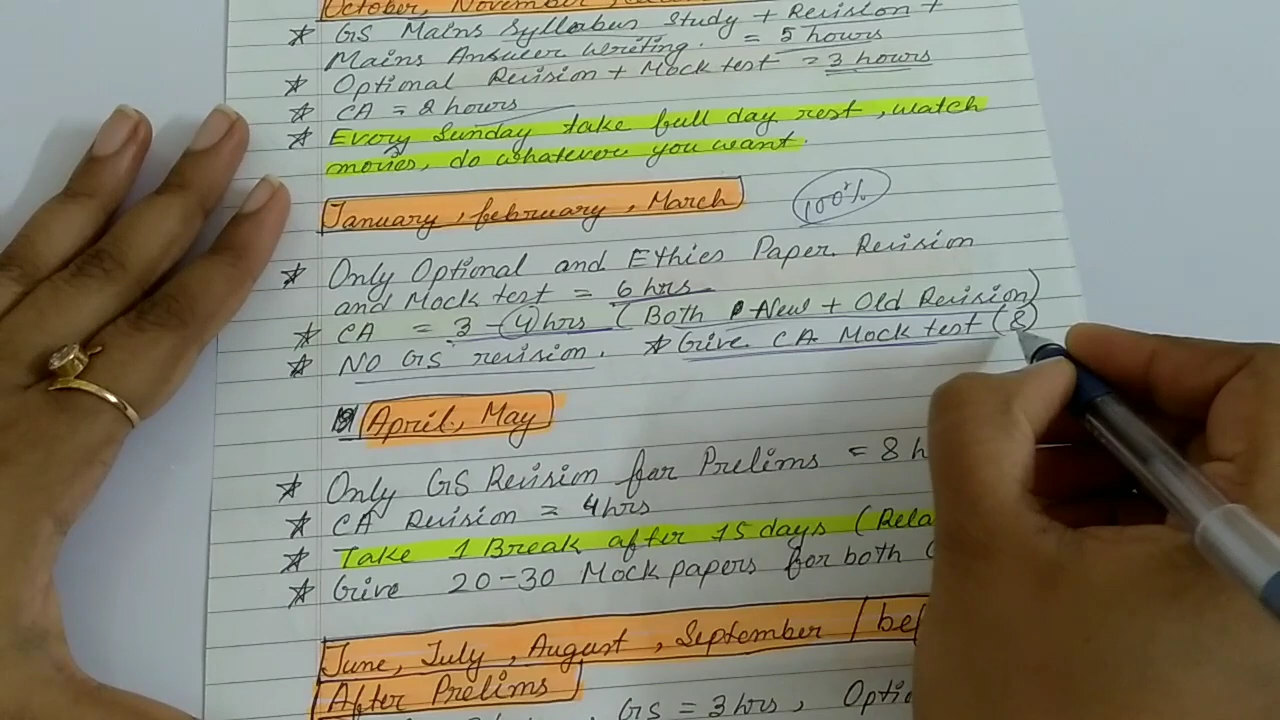 October, November
* GS Mains Syllabus Study + Revision +
Mains Answer Writing. = 5 hours
* Optional Revision + Mock test = 3 hours
* CA = 2 hours
* Every Sunday take full day rest, watch
movies, do whatever you want.
January, february, March 100%
* Only Optional and Ethics Paper Revision
and Mock test = 6 hrs
* CA = 3-4 hrs (Both New + Old Revision)
* NO GS revision. * Give CA Mock test (8)
April, May
* Only GS Revision for Prelims = 8 h
* CA Revision = 4hrs
* Take 1 Break after 15 days (Rela
* Give 20-30 Mock papers for both (
June, July, August, September / bef
After Prelims
GS = 3 hrs, Optio